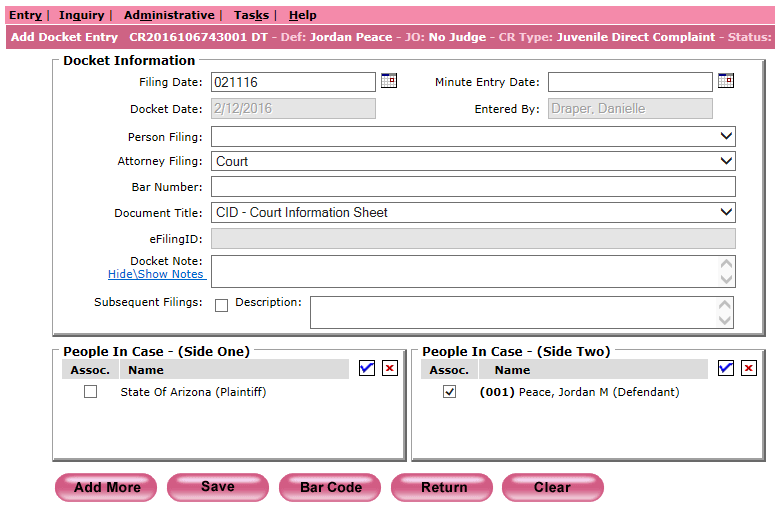 Entry | Inquiry | Administrative | Tasks | Help
Add Docket Entry CR2016106743001 DT - Def: Jordan Peace - JO: No Judge - CR Type: Juvenile Direct Complaint - Status:
Docket Information
Filing Date: 021116 Minute Entry Date:
Docket Date: 2/12/2016 Entered By: Draper, Danielle
Person Filing:
Attorney Filing: Court
Bar Number:
Document Title: CID - Court Information Sheet
eFilingID:
Docket Note:
Hide\Show Notes
Subsequent Filings: Description:
People In Case - (Side One) People In Case - (Side Two)
Assoc. Name Assoc. Name
State Of Arizona (Plaintiff) (001) Peace, Jordan M (Defendant)
Add More Save Bar Code Return Clear